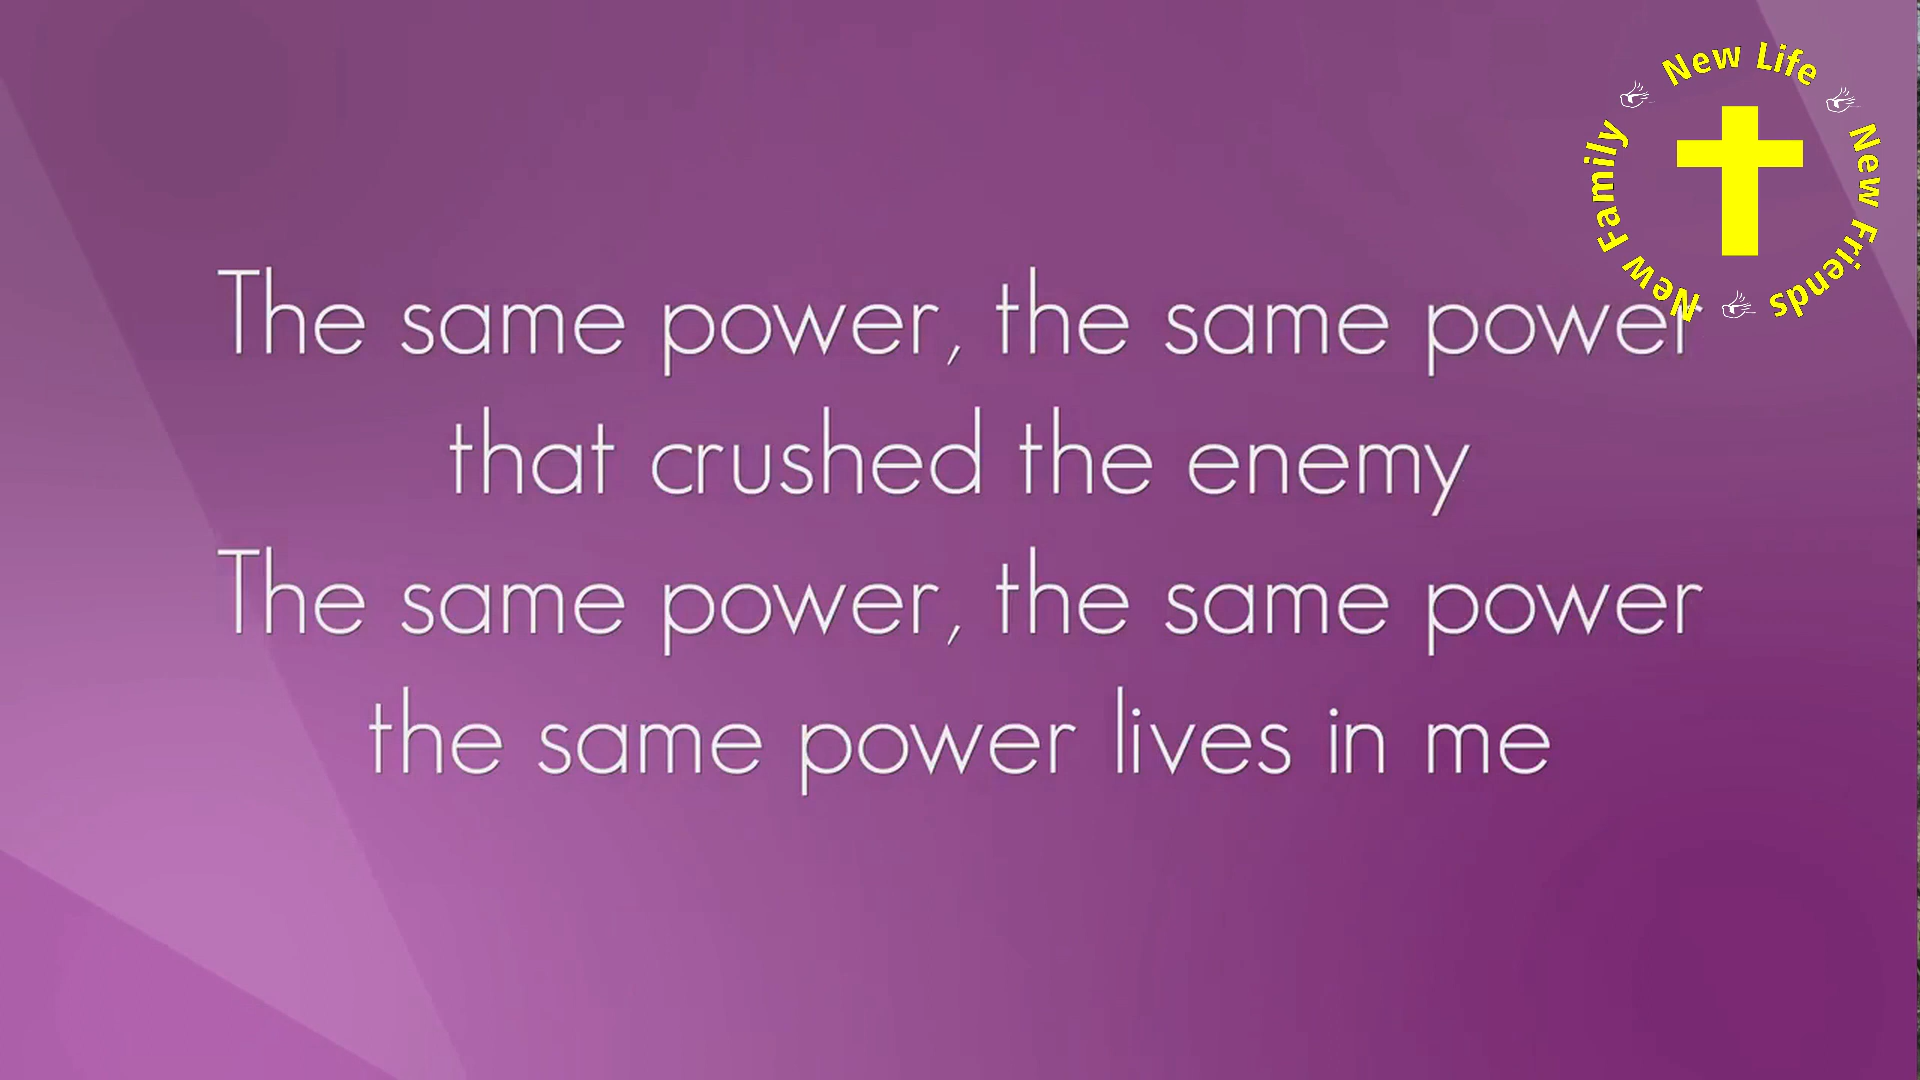 New Life
New Friends
New Family
The same power, the same power
that crushed the enemy
The same power, the same power
the same power lives in me